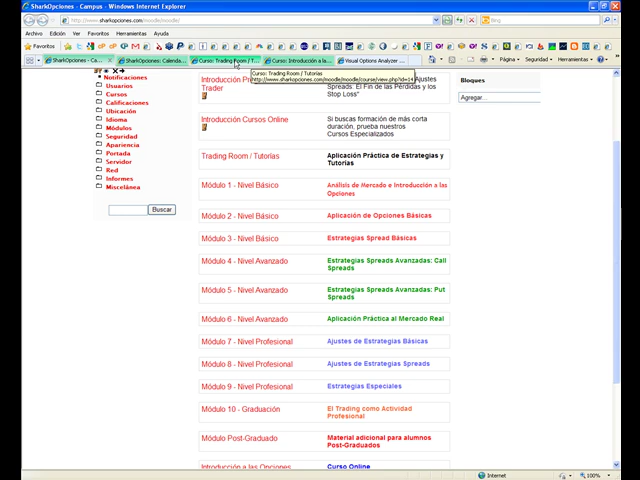 SharkOpciones - Campus - Windows Internet Explorer
http://www.sharkopciones.com/moodle/moodle/
Bing
Archivo Edición Ver Favoritos Herramientas Ayuda
Favoritos
SharkOpciones - Ca... SharkOpciones: Calenda... Curso: Trading Room / T... Curso: Introducción a la... Visual Options Analyzer ...
Página Seguridad Herramientas
Curso: Trading Room / Tutorías
http://www.sharkopciones.com/moodle/moodle/course/view.php?id=14
Notificaciones
Usuarios
Cursos
Calificaciones
Ubicación
Idioma
Módulos
Seguridad
Apariencia
Portada
Servidor
Red
Informes
Miscelánea
Buscar
Trader
Ajustes
Spreads. El Fin de las Pérdidas y los
Stop Loss"
Introducción Cursos Online
Si buscas formación de más corta
duración, prueba nuestros
Cursos Especializados
Trading Room / Tutorías
Aplicación Práctica de Estrategias y
Tutorías
Módulo 1 - Nivel Básico
Análisis de Mercado e Introducción a las
Opciones
Módulo 2 - Nivel Básico
Aplicación de Opciones Básicas
Módulo 3 - Nivel Básico
Estrategias Spread Básicas
Módulo 4 - Nivel Avanzado
Estrategias Spreads Avanzadas: Call
Spreads
Módulo 5 - Nivel Avanzado
Estrategias Spreads Avanzadas: Put
Spreads
Módulo 6 - Nivel Avanzado
Aplicación Práctica al Mercado Real
Módulo 7 - Nivel Profesional
Ajustes de Estrategias Básicas
Módulo 8 - Nivel Profesional
Ajustes de Estrategias Spreads
Módulo 9 - Nivel Profesional
Estrategias Especiales
Módulo 10 - Graduación
El Trading como Actividad
Profesional
Módulo Post-Graduado
Material adicional para alumnos
Post-Graduados
Introducción a las Opciones
Curso Online
Bloques
Agregar...
Internet
100%